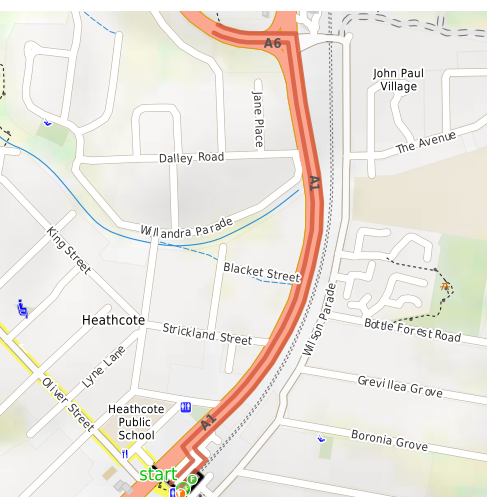 A6
John Paul
Village
Jane Place
The Avenue
Dalley Road
A1
Willandra Parade
King Street
Blacket Street
Wilson Parade
Heathcote
Strickland Street
Bottle Forest Road
Lyne Lane
Oliver Street
Grevillea Grove
Heathcote
Public
School
A1
Boronia Grove
start
P